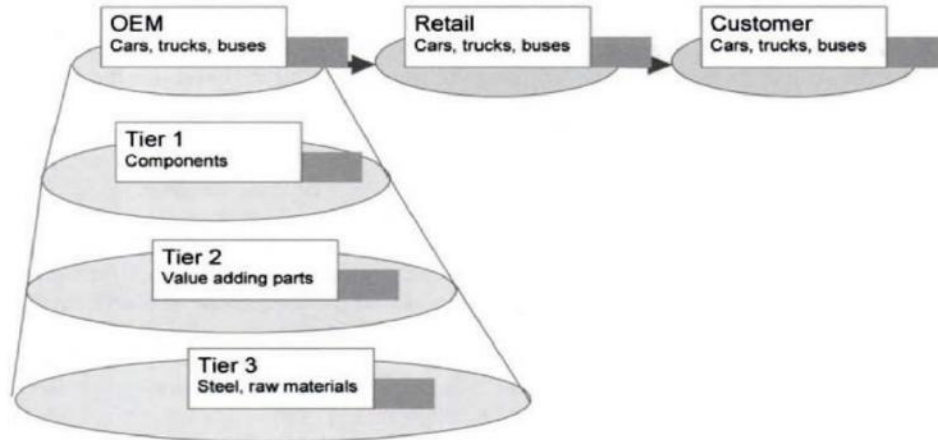 OEM
Cars, trucks, buses
Retail
Cars, trucks, buses
Customer
Cars, trucks, buses
Tier 1
Components
Tier 2
Value adding parts
Tier 3
Steel, raw materials